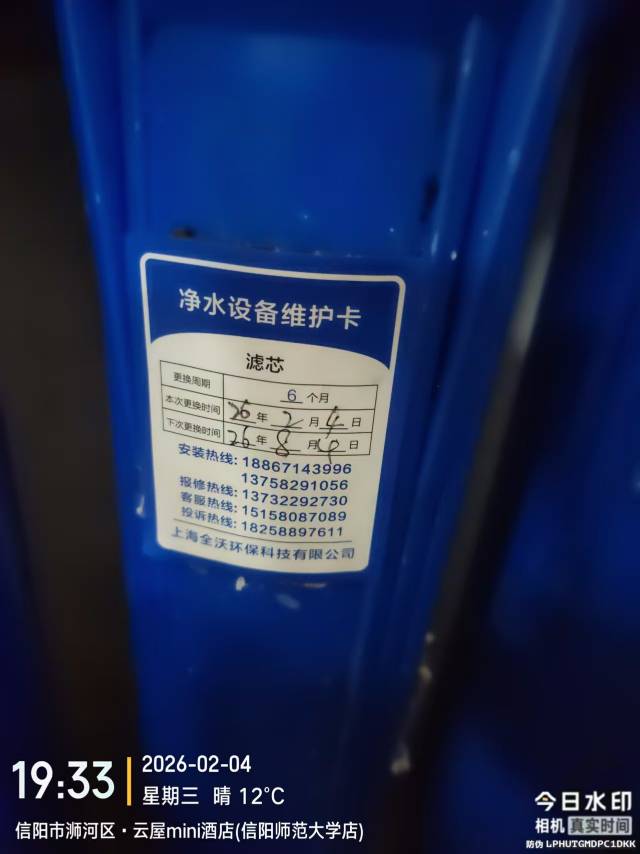 净水设备维护卡
滤芯
更换周期 6 个月
本次更换时间 26 年 2 月 4 日
下次更换时间 26 年 8 月 4 日
安装热线: 18867143996
13758291056
报修热线: 13732292730
客服热线: 15158087089
投诉热线: 18258897611
上海全沃环保科技有限公司
19:33
2026-02-04
星期三 晴 12℃
信阳市浉河区·云屋mini酒店(信阳师范大学店)
今日水印
相机 真实时间
防伪 LPHUTGMDPC1DKK